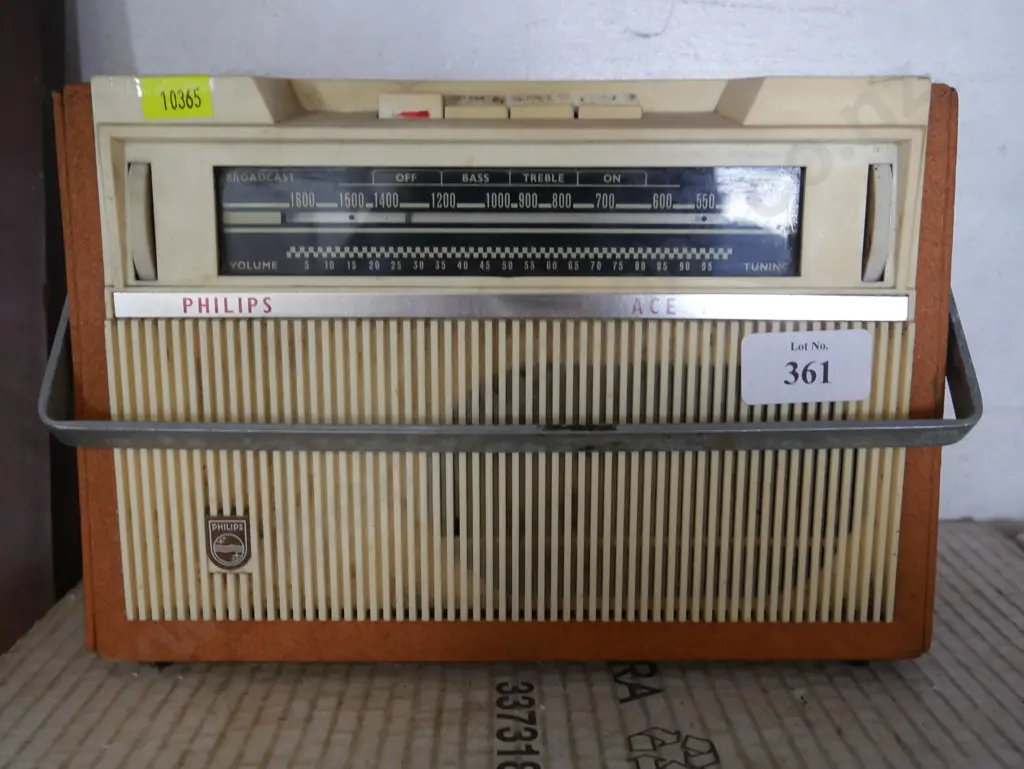 10365
BROADCAST OFF BASS TREBLE ON
1600 1500 1400 1200 1000 900 800 700 600 550
VOLUME 5 10 15 20 25 30 35 40 45 50 55 60 65 70 75 80 85 90 95 TUNING
PHILIPS ACE
Lot No.
361
PHILIPS
337318
RA